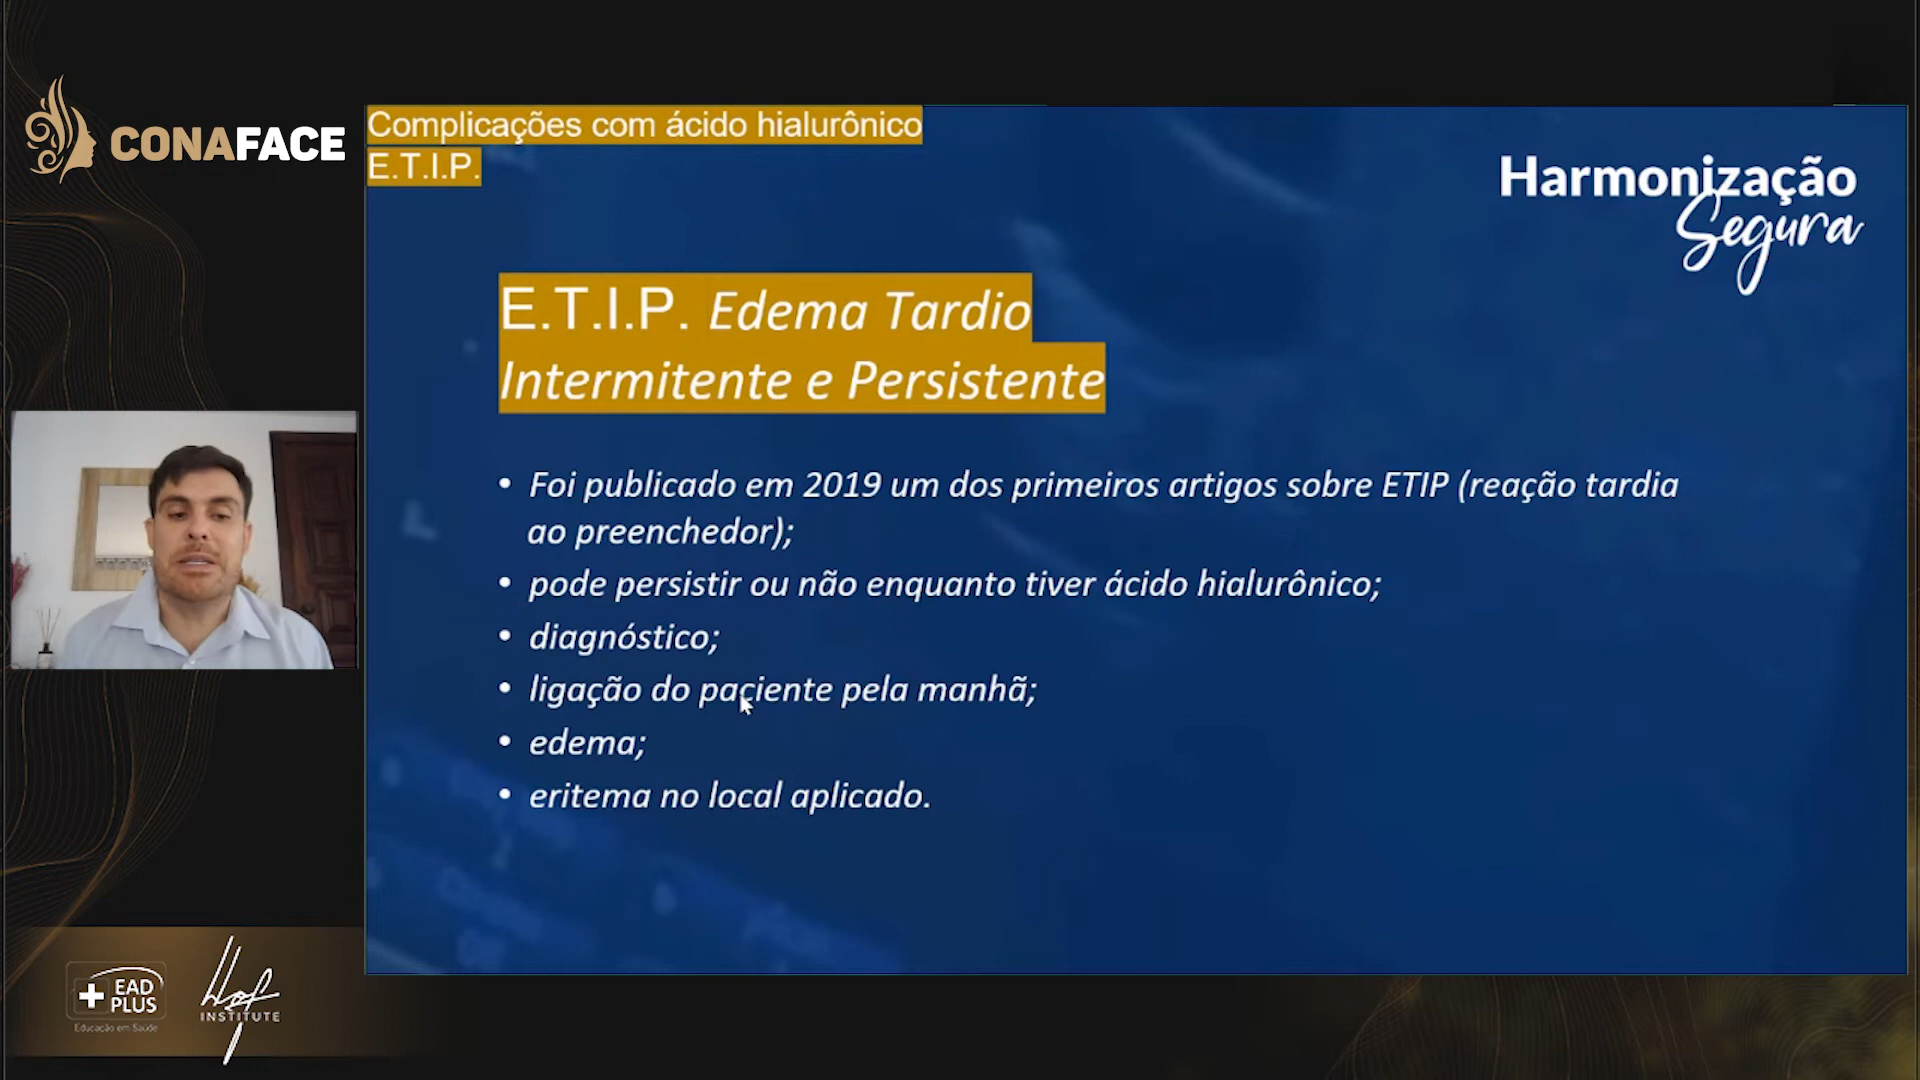 CONAFACE
Complicações com ácido hialurônico
E.T.I.P.
Harmonização
Segura
E.T.I.P. Edema Tardio
Intermitente e Persistente
• Foi publicado em 2019 um dos primeiros artigos sobre ETIP (reação tardia
ao preenchedor);
• pode persistir ou não enquanto tiver ácido hialurônico;
• diagnóstico;
• ligação do paciente pela manhã;
• edema;
• eritema no local aplicado.
EAD
PLUS
Educação em Saúde
Hof
INSTITUTE